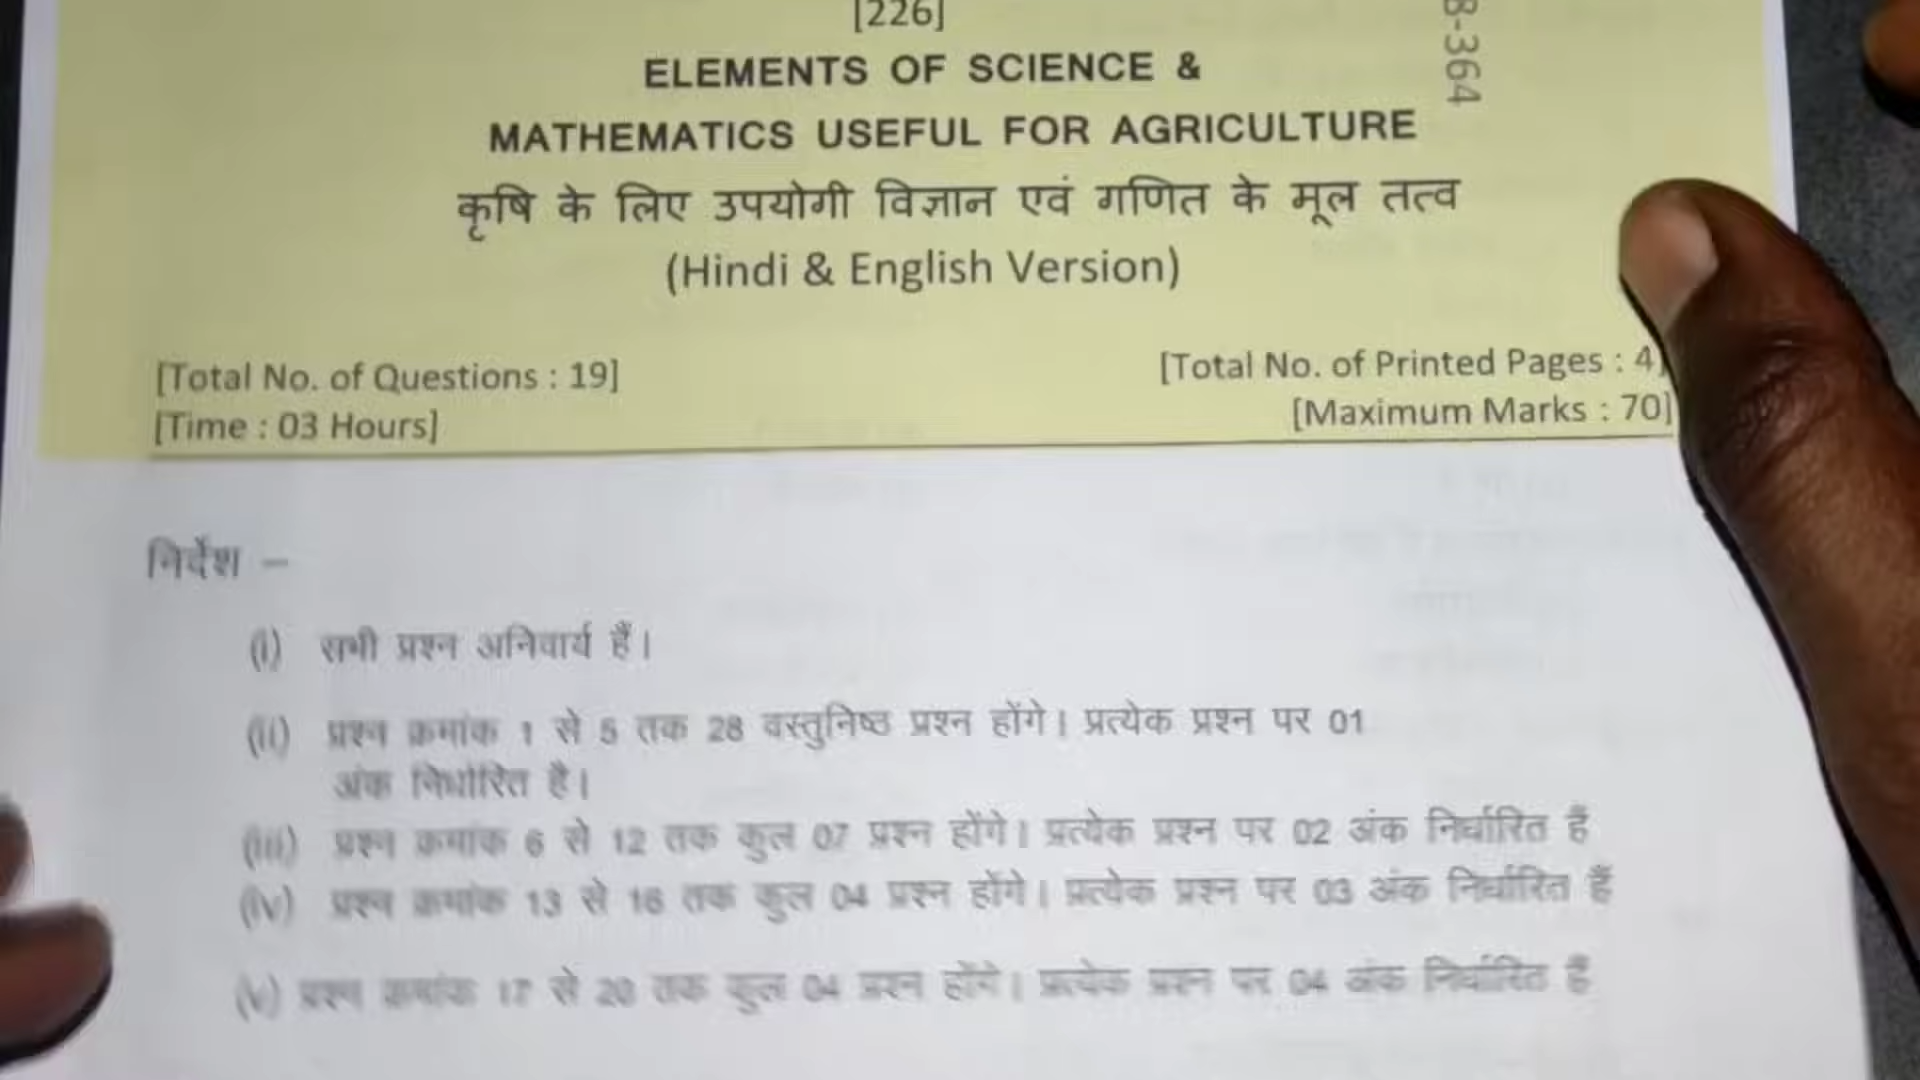 [226]
B-364
ELEMENTS OF SCIENCE &
MATHEMATICS USEFUL FOR AGRICULTURE
कृषि के लिए उपयोगी विज्ञान एवं गणित के मूल तत्व
(Hindi & English Version)
[Total No. of Questions : 19]
[Total No. of Printed Pages : 4]
[Time : 03 Hours]
[Maximum Marks : 70]
निर्देश –
(i) सभी प्रश्न अनिवार्य हैं।
(ii) प्रश्न क्रमांक 1 से 5 तक 28 वस्तुनिष्ठ प्रश्न होंगे। प्रत्येक प्रश्न पर 01
अंक निर्धारित है।
(iii) प्रश्न क्रमांक 6 से 12 तक कुल 07 प्रश्न होंगे। प्रत्येक प्रश्न पर 02 अंक निर्धारित हैं
(iv) प्रश्न क्रमांक 13 से 16 तक कुल 04 प्रश्न होंगे। प्रत्येक प्रश्न पर 03 अंक निर्धारित हैं
(v) प्रश्न क्रमांक 17 से 20 तक कुल 04 प्रश्न होंगे। प्रत्येक प्रश्न पर 04 अंक निर्धारित हैं